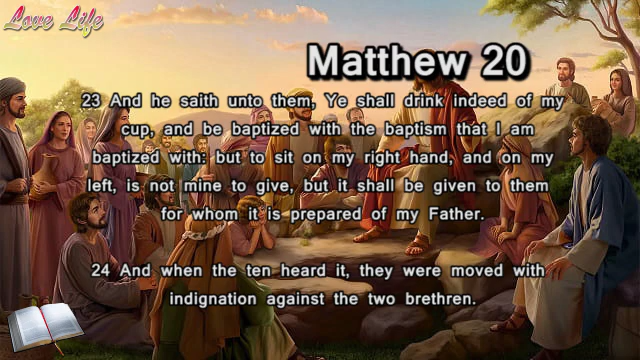 Love Life
Matthew 20
23 And he saith unto them, Ye shall drink indeed of my
cup, and be baptized with the baptism that I am
baptized with: but to sit on my right hand, and on my
left, is not mine to give, but it shall be given to them
for whom it is prepared of my Father.
24 And when the ten heard it, they were moved with
indignation against the two brethren.